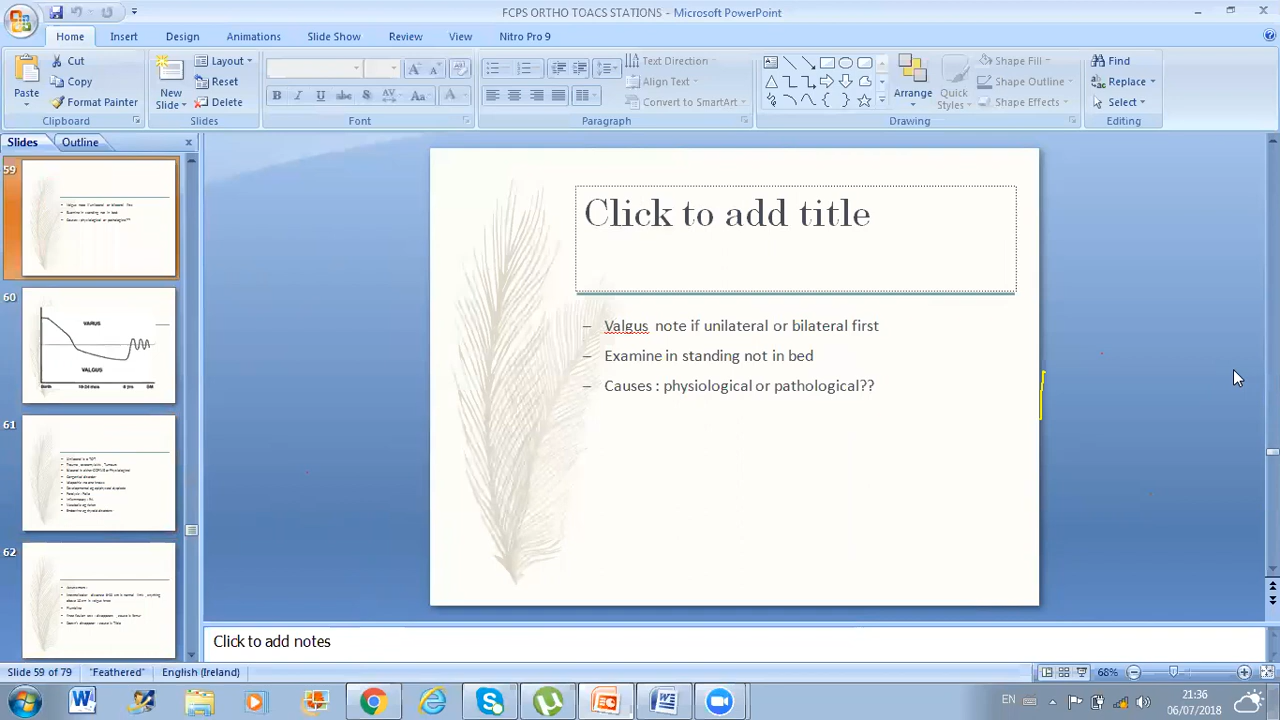 FCPS ORTHO TOACS STATIONS - Microsoft PowerPoint
Home Insert Design Animations Slide Show Review View Nitro Pro 9
Paste Cut Copy Format Painter
Clipboard
New Slide Layout Reset Delete
Slides
Font
Text Direction
Align Text
Convert to SmartArt
Paragraph
Arrange Quick Styles
Shape Fill
Shape Outline
Shape Effects
Drawing
Find
Replace
Select
Editing
Slides Outline
59
60
VARUS
VALGUS
61
62
Click to add title
– Valgus note if unilateral or bilateral first
– Examine in standing not in bed
– Causes : physiological or pathological??
Click to add notes
Slide 59 of 79 "Feathered" English (Ireland) 68%
EN 21:36
06/07/2018